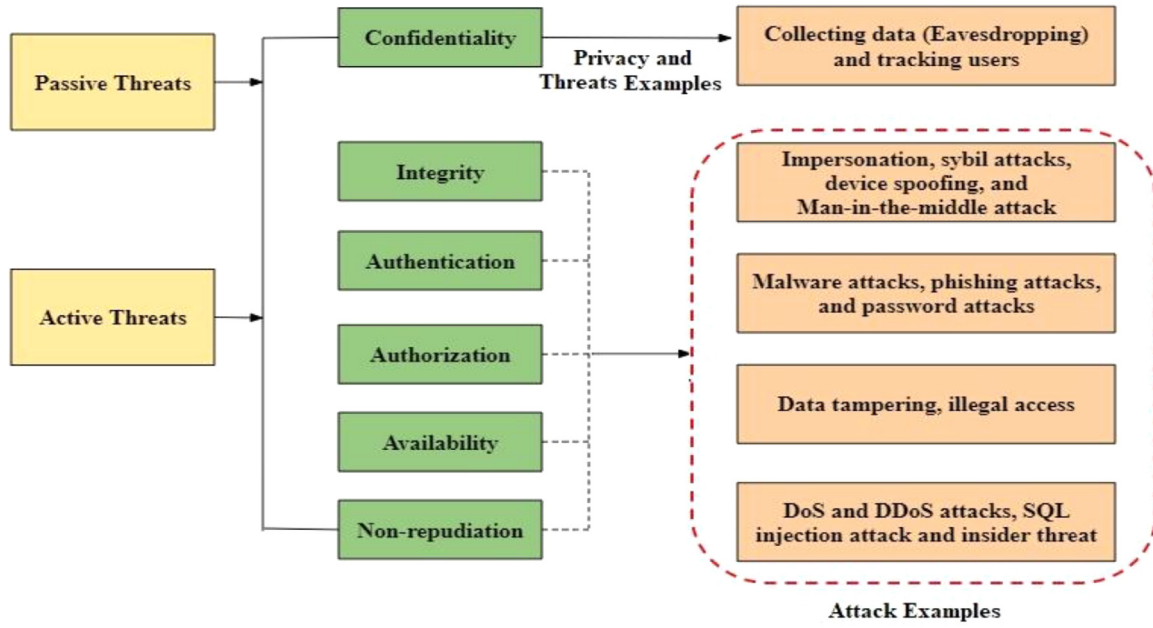 Passive Threats
Active Threats
Confidentiality
Integrity
Authentication
Authorization
Availability
Non-repudiation
Privacy and
Threats Examples
Collecting data (Eavesdropping)
and tracking users
Impersonation, sybil attacks,
device spoofing, and
Man-in-the-middle attack
Malware attacks, phishing attacks,
and password attacks
Data tampering, illegal access
DoS and DDoS attacks, SQL
injection attack and insider threat
Attack Examples